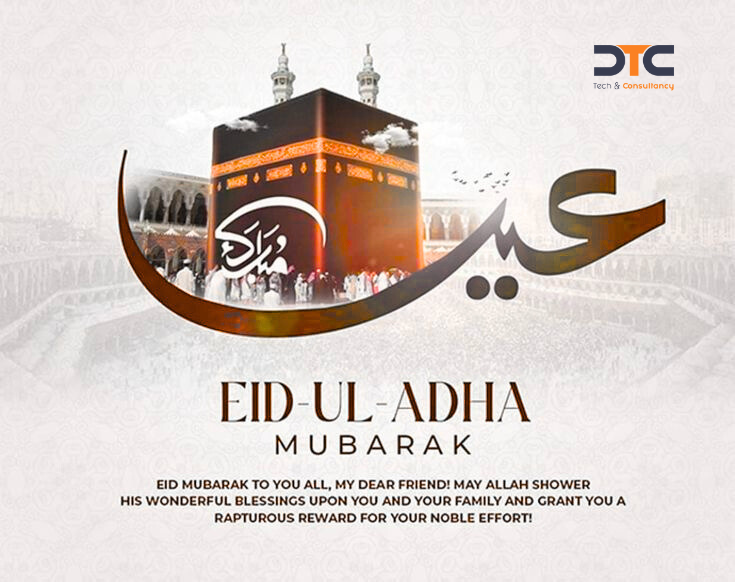 DTC
Tech & Consultancy
عيد
مبارك
EID-UL-ADHA
MUBARAK
EID MUBARAK TO YOU ALL, MY DEAR FRIEND! MAY ALLAH SHOWER
HIS WONDERFUL BLESSINGS UPON YOU AND YOUR FAMILY AND GRANT YOU A
RAPTUROUS REWARD FOR YOUR NOBLE EFFORT!